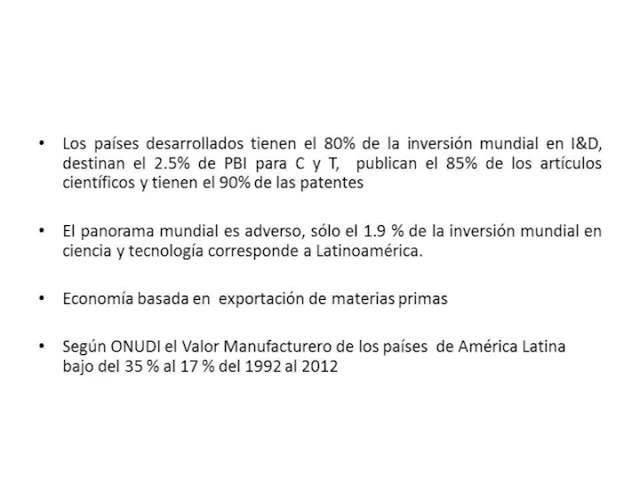 • Los países desarrollados tienen el 80% de la inversión mundial en I&D,
destinan el 2.5% de PBI para C y T, publican el 85% de los artículos
científicos y tienen el 90% de las patentes
• El panorama mundial es adverso, sólo el 1.9 % de la inversión mundial en
ciencia y tecnología corresponde a Latinoamérica.
• Economía basada en exportación de materias primas
• Según ONUDI el Valor Manufacturero de los países de América Latina
bajo del 35 % al 17 % del 1992 al 2012